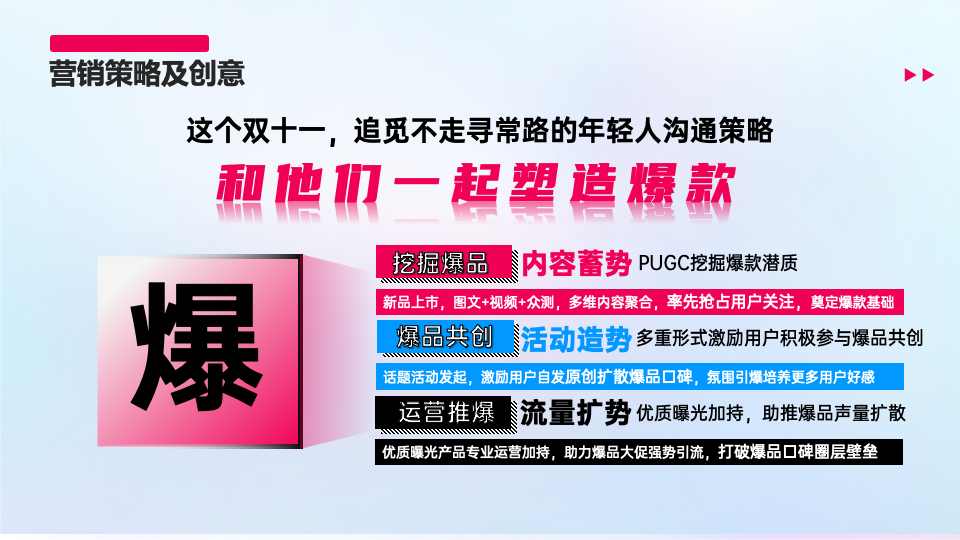 营销策略及创意
这个双十一，追觅不走寻常路的年轻人沟通策略
和他们一起塑造爆款
爆
挖掘爆品 内容蓄势 PUGC挖掘爆款潜质
新品上市，图文+视频+众测，多维内容聚合，率先抢占用户关注，奠定爆款基础
爆品共创 活动造势 多重形式激励用户积极参与爆品共创
话题活动发起，激励用户自发原创扩散爆品口碑，氛围引爆培养更多用户好感
运营推爆 流量扩势 优质曝光加持，助推爆品声量扩散
优质曝光产品专业运营加持，助力爆品大促强势引流，打破爆品口碑圈层壁垒